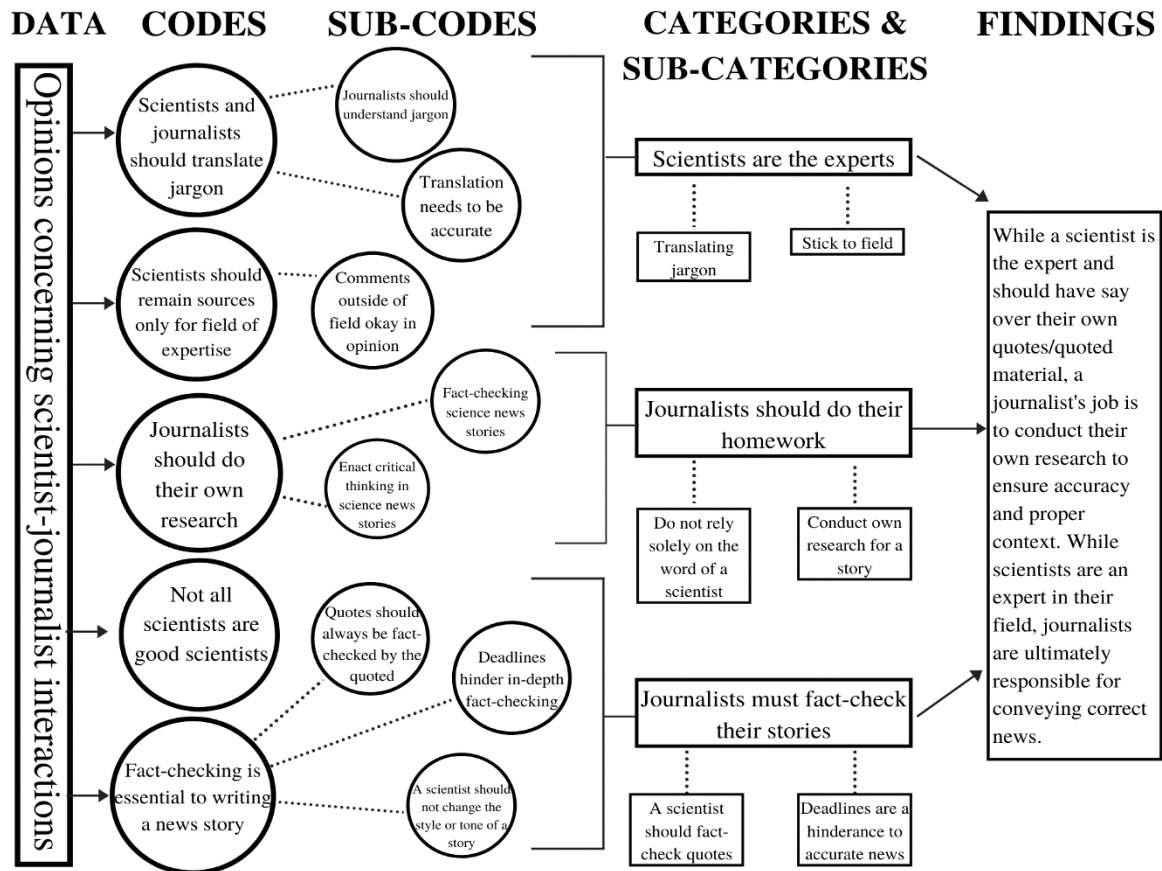 DATA
CODES
SUB-CODES
CATEGORIES &
SUB-CATEGORIES
FINDINGS
Opinions concerning scientist-journalist interactions
Scientists and
journalists
should translate
jargon
Scientists should
remain sources
only for field of
expertise
Journalists
should do
their own
research
Not all
scientists are
good scientists
Fact-checking is
essential to writing
a news story
Journalists should
understand jargon
Translation
needs to be
accurate
Comments
outside of
field okay in
opinion
Fact-checking
science news
stories
Enact critical
thinking in
science news
stories
Quotes should
always be fact-
checked by the
quoted
Deadlines
hinder in-depth
fact-checking
A scientist should
not change the
style or tone of a
story
Scientists are the experts
Translating
jargon
Stick to field
Journalists should do their
homework
Do not rely
solely on the
word of a
scientist
Conduct own
research for a
story
Journalists must fact-check
their stories
A scientist
should fact-
check quotes
Deadlines are a
hinderance to
accurate news
While a scientist is
the expert and
should have say
over their own
quotes/quoted
material, a
journalist's job is
to conduct their
own research to
ensure accuracy
and proper
context. While
scientists are an
expert in their
field, journalists
are ultimately
responsible for
conveying correct
news.